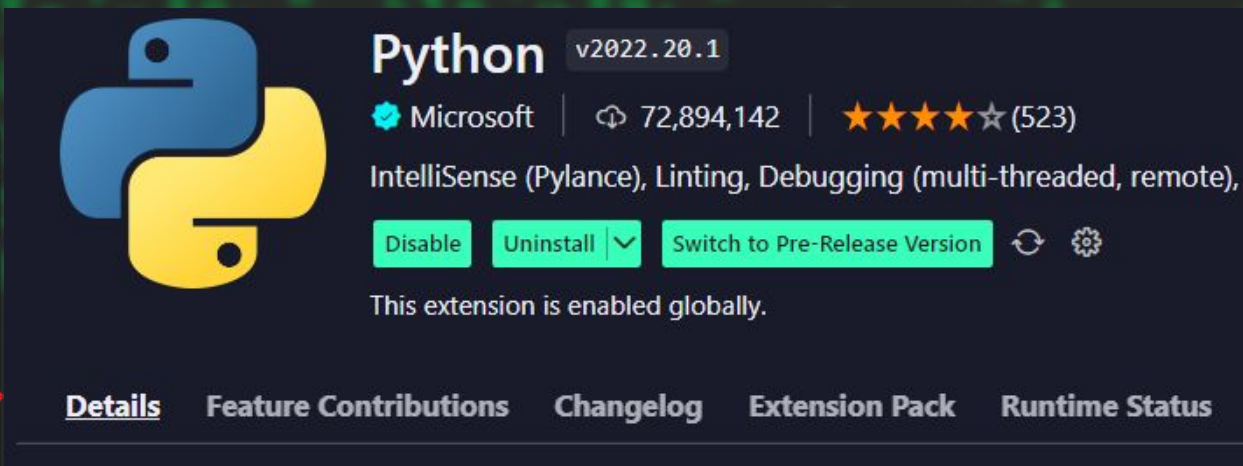 Python v2022.20.1
Microsoft 72,894,142 (523)
IntelliSense (Pylance), Linting, Debugging (multi-threaded, remote),
Disable Uninstall Switch to Pre-Release Version
This extension is enabled globally.
Details Feature Contributions Changelog Extension Pack Runtime Status